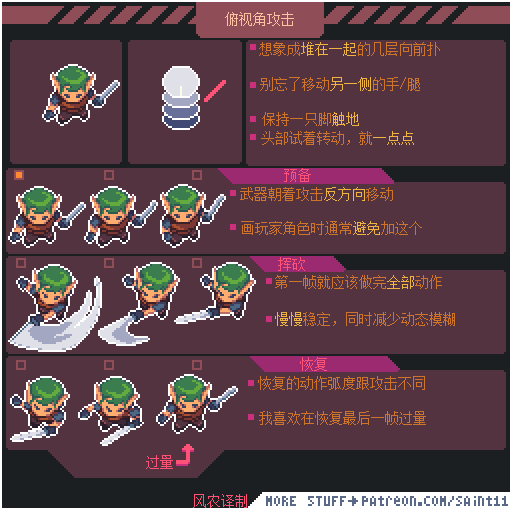 俯视角攻击
想象成堆在一起的几层向前扑
别忘了移动另一侧的手/腿
保持一只脚触地
头部试着转动，就一点点
预备
武器朝着攻击反方向移动
画玩家角色时通常避免加这个
挥砍
第一帧就应该做完全部动作
慢慢稳定，同时减少动态模糊
恢复
恢复的动作弧度跟攻击不同
我喜欢在恢复最后一帧过量
过量
风农译制
MORE STUFF→PATREON.COM/SAINT11